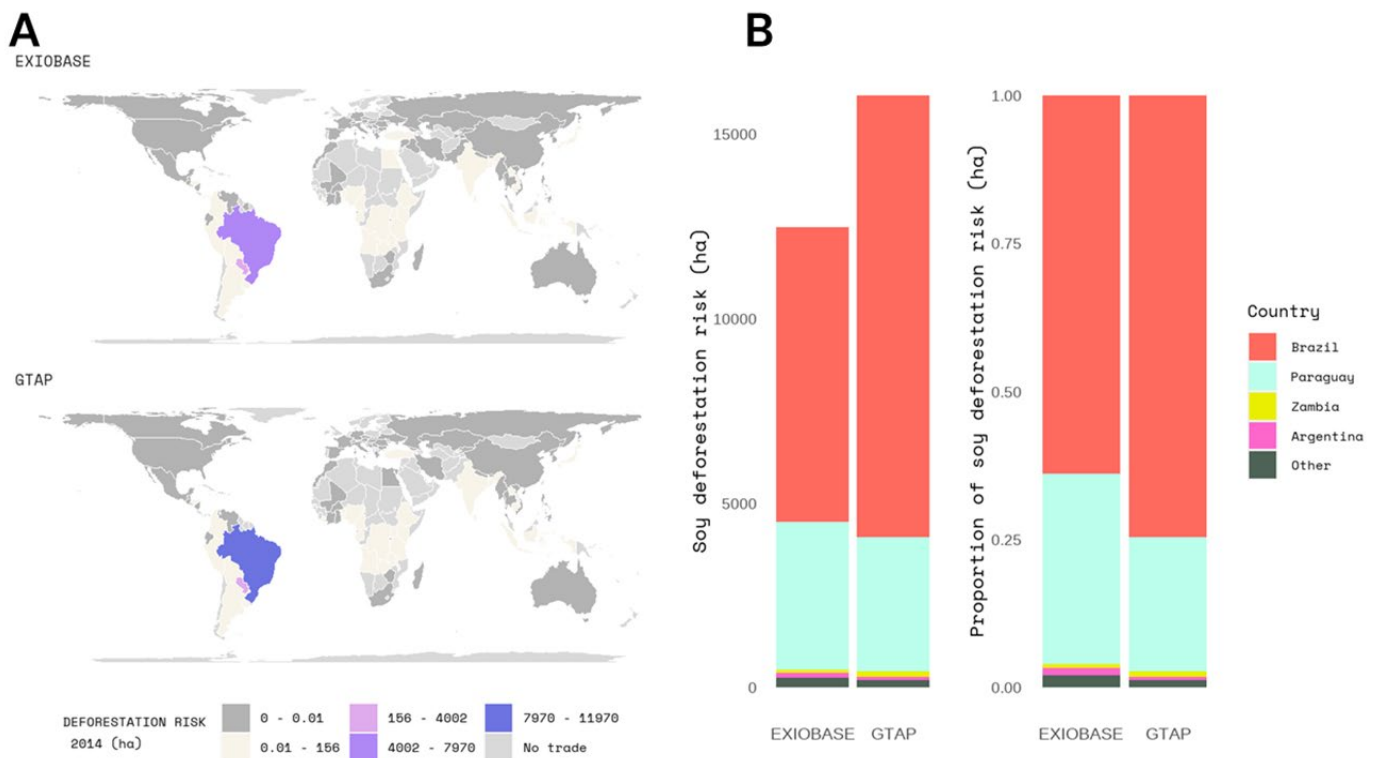 A
EXIOBASE
GTAP
DEFORESTATION RISK
2014 (ha)
0 - 0.01
0.01 - 156
156 - 4002
4002 - 7970
7970 - 11970
No trade
B
Soy deforestation risk (ha)
15000
10000
5000
0
EXIOBASE GTAP
Proportion of soy deforestation risk (ha)
1.00
0.75
0.50
0.25
0.00
EXIOBASE GTAP
Country
Brazil
Paraguay
Zambia
Argentina
Other